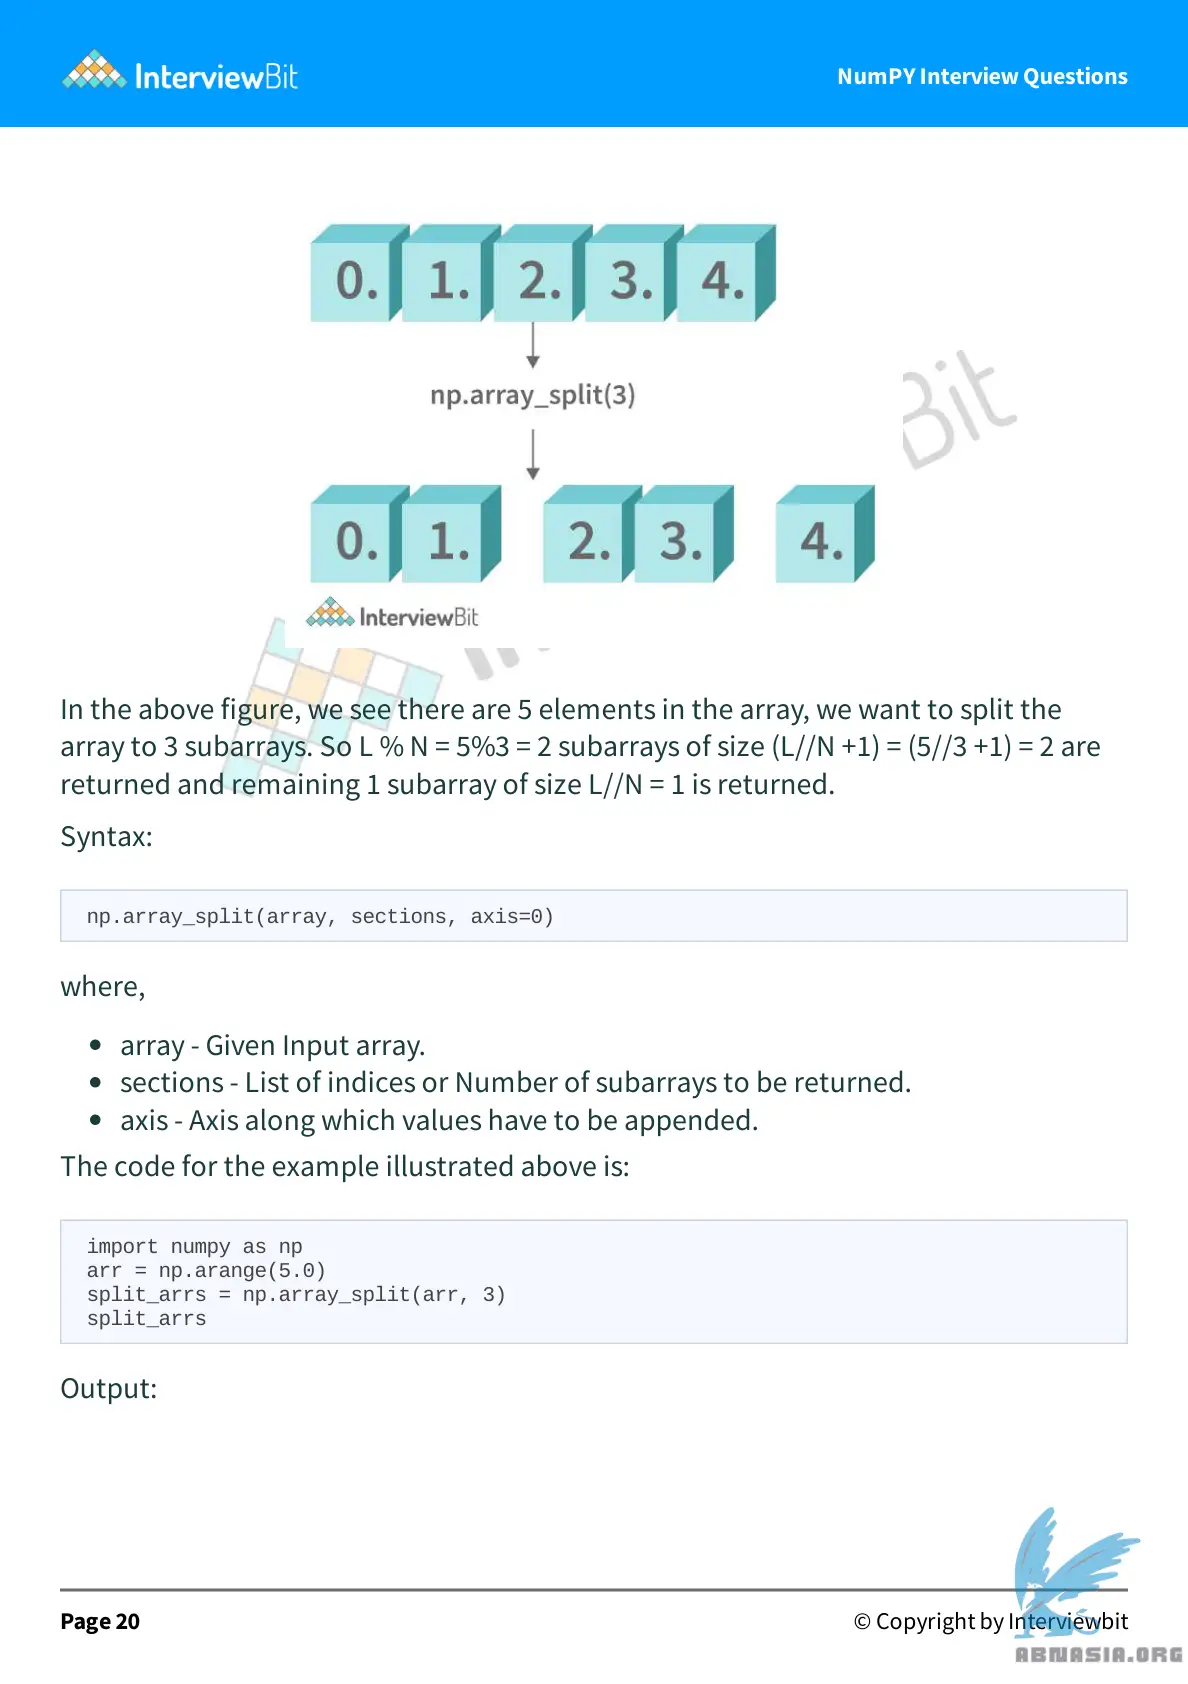 InterviewBit
NumPY Interview Questions
0. 1. 2. 3. 4.
np.array_split(3)
0. 1. 2. 3. 4.
InterviewBit
Bit
In the above figure, we see there are 5 elements in the array, we want to split the
array to 3 subarrays. So L % N = 5%3 = 2 subarrays of size (L//N +1) = (5//3 +1) = 2 are
returned and remaining 1 subarray of size L//N = 1 is returned.
Syntax:
np.array_split(array, sections, axis=0)
where,
• array - Given Input array.
• sections - List of indices or Number of subarrays to be returned.
• axis - Axis along which values have to be appended.
The code for the example illustrated above is:
import numpy as np
arr = np.arange(5.0)
split_arrs = np.array_split(arr, 3)
split_arrs
Output:
Page 20
© Copyright by Interviewbit
ABNASIA.ORG